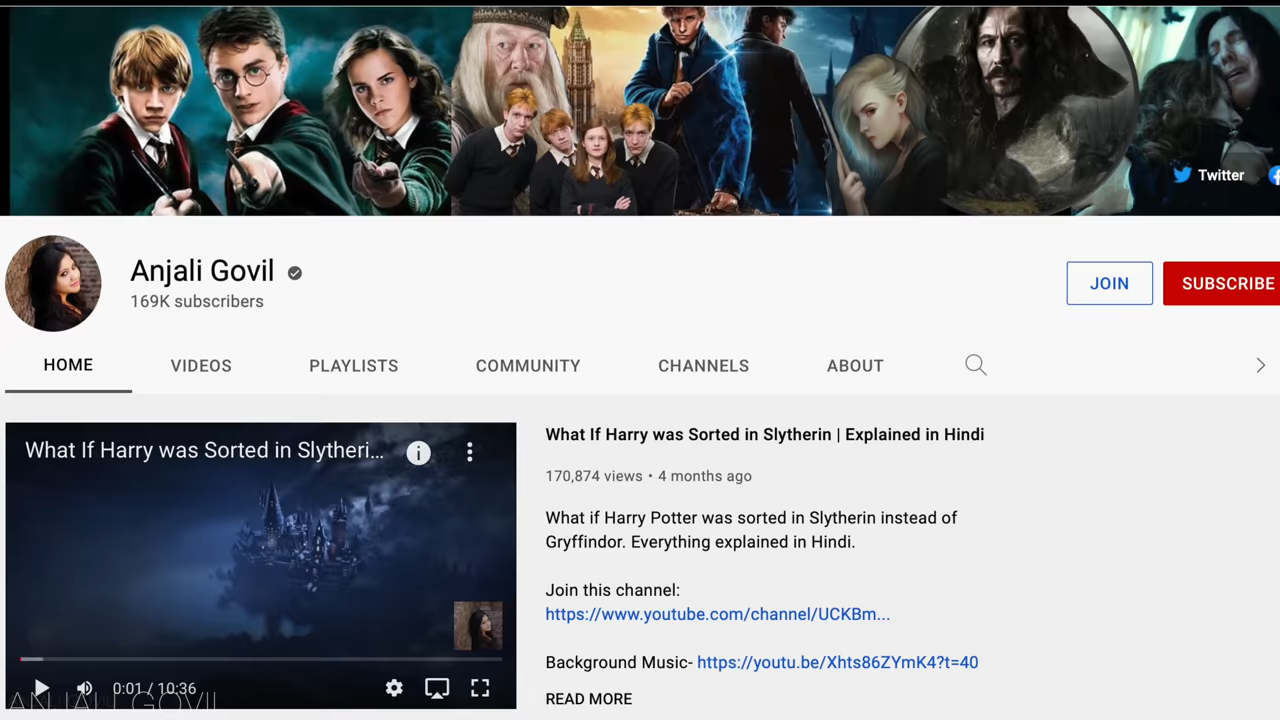 Twitter
Anjali Govil
169K subscribers
JOIN
SUBSCRIBE
HOME
VIDEOS
PLAYLISTS
COMMUNITY
CHANNELS
ABOUT
What If Harry was Sorted in Slytheri...
0:01 / 10:36
ANJALI GOVIL
What If Harry was Sorted in Slytherin | Explained in Hindi
170,874 views • 4 months ago
What if Harry Potter was sorted in Slytherin instead of
Gryffindor. Everything explained in Hindi.
Join this channel:
https://www.youtube.com/channel/UCKBm...
Background Music- https://youtu.be/Xhts86ZYmK4?t=40
READ MORE